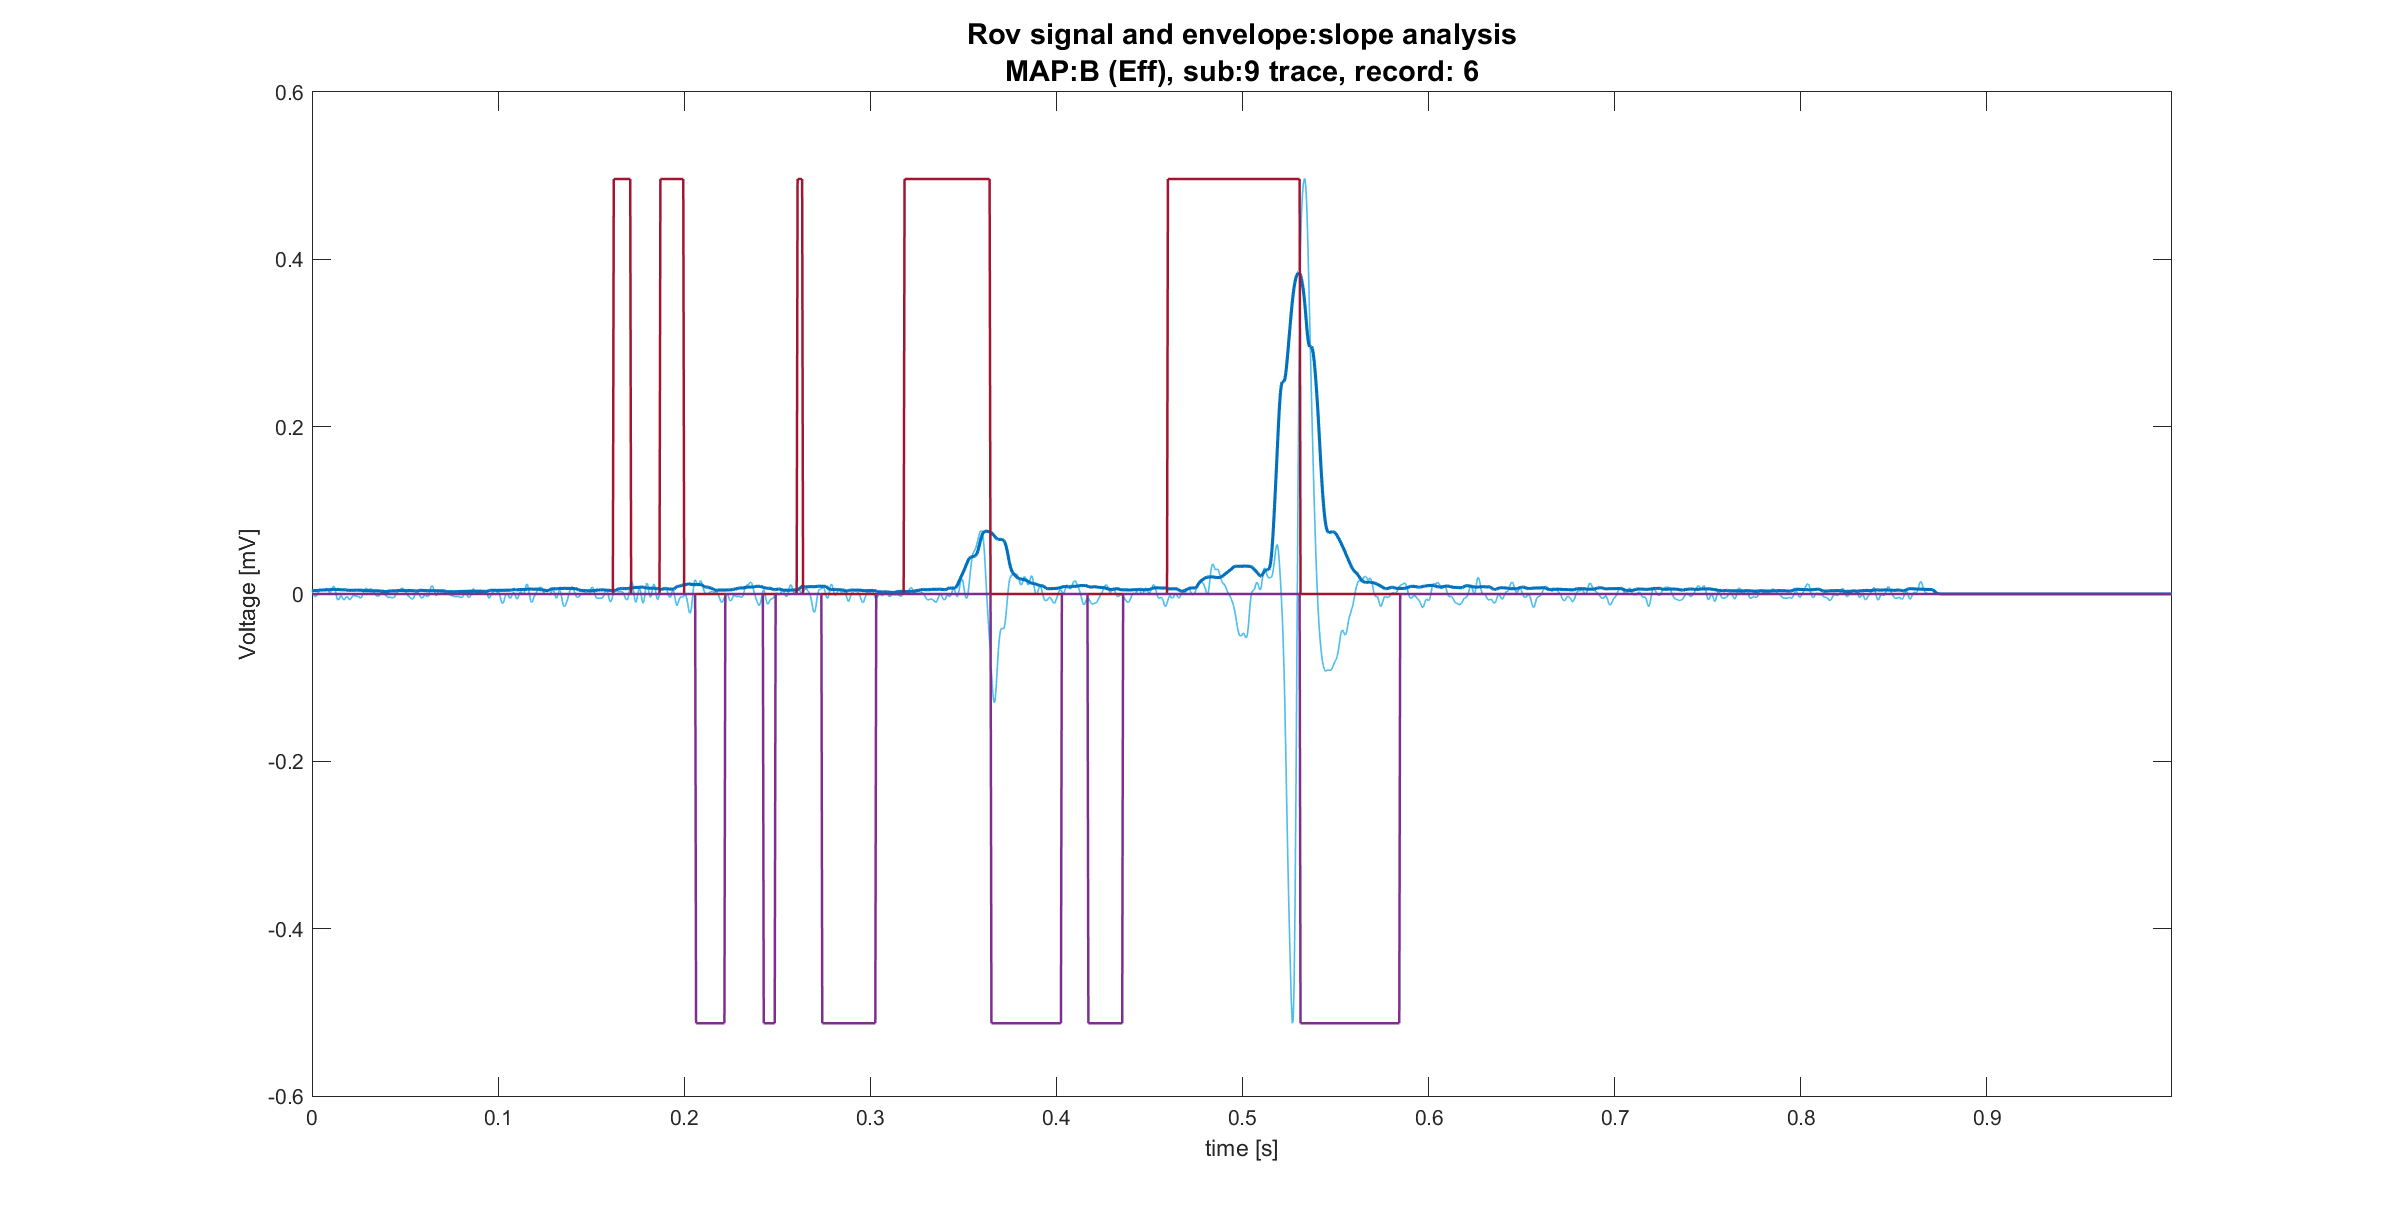 Rov signal and envelope:slope analysis
MAP:B (Eff), sub:9 trace, record: 6
0.6
0.4
0.2
0
-0.2
-0.4
-0.6
Voltage [mV]
0 0.1 0.2 0.3 0.4 0.5 0.6 0.7 0.8 0.9
time [s]